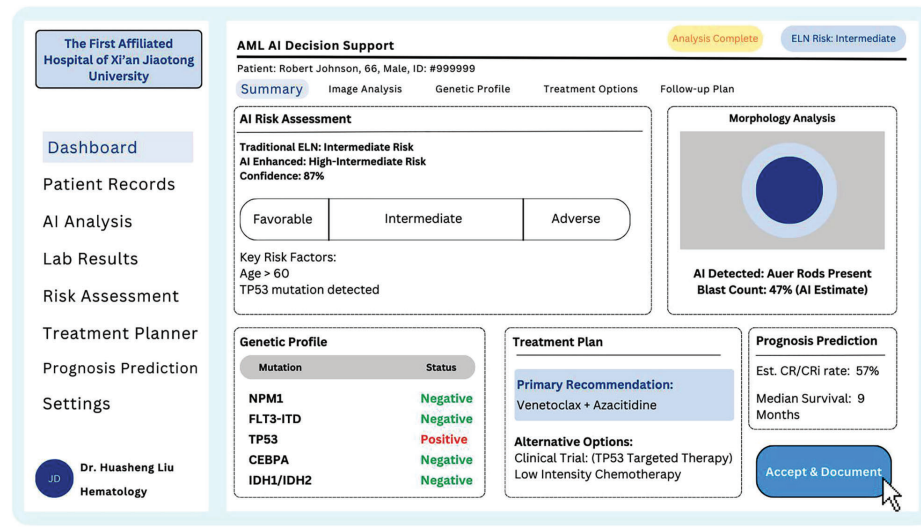 The First Affiliated
Hospital of Xi'an Jiaotong
University
Dashboard
Patient Records
AI Analysis
Lab Results
Risk Assessment
Treatment Planner
Prognosis Prediction
Settings
JD
Dr. Huasheng Liu
Hematology
AML AI Decision Support
Analysis Complete
ELN Risk: Intermediate
Patient: Robert Johnson, 66, Male, ID: #999999
Summary Image Analysis Genetic Profile Treatment Options Follow-up Plan
AI Risk Assessment
Traditional ELN: Intermediate Risk
AI Enhanced: High-Intermediate Risk
Confidence: 87%
Favorable Intermediate Adverse
Key Risk Factors:
Age > 60
TP53 mutation detected
Morphology Analysis
AI Detected: Auer Rods Present
Blast Count: 47% (AI Estimate)
Genetic Profile
Mutation Status
NPM1 Negative
FLT3-ITD Negative
TP53 Positive
CEBPA Negative
IDH1/IDH2 Negative
Treatment Plan
Primary Recommendation:
Venetoclax + Azacitidine
Alternative Options:
Clinical Trial: (TP53 Targeted Therapy)
Low Intensity Chemotherapy
Prognosis Prediction
Est. CR/CRi rate: 57%
Median Survival: 9
Months
Accept & Document